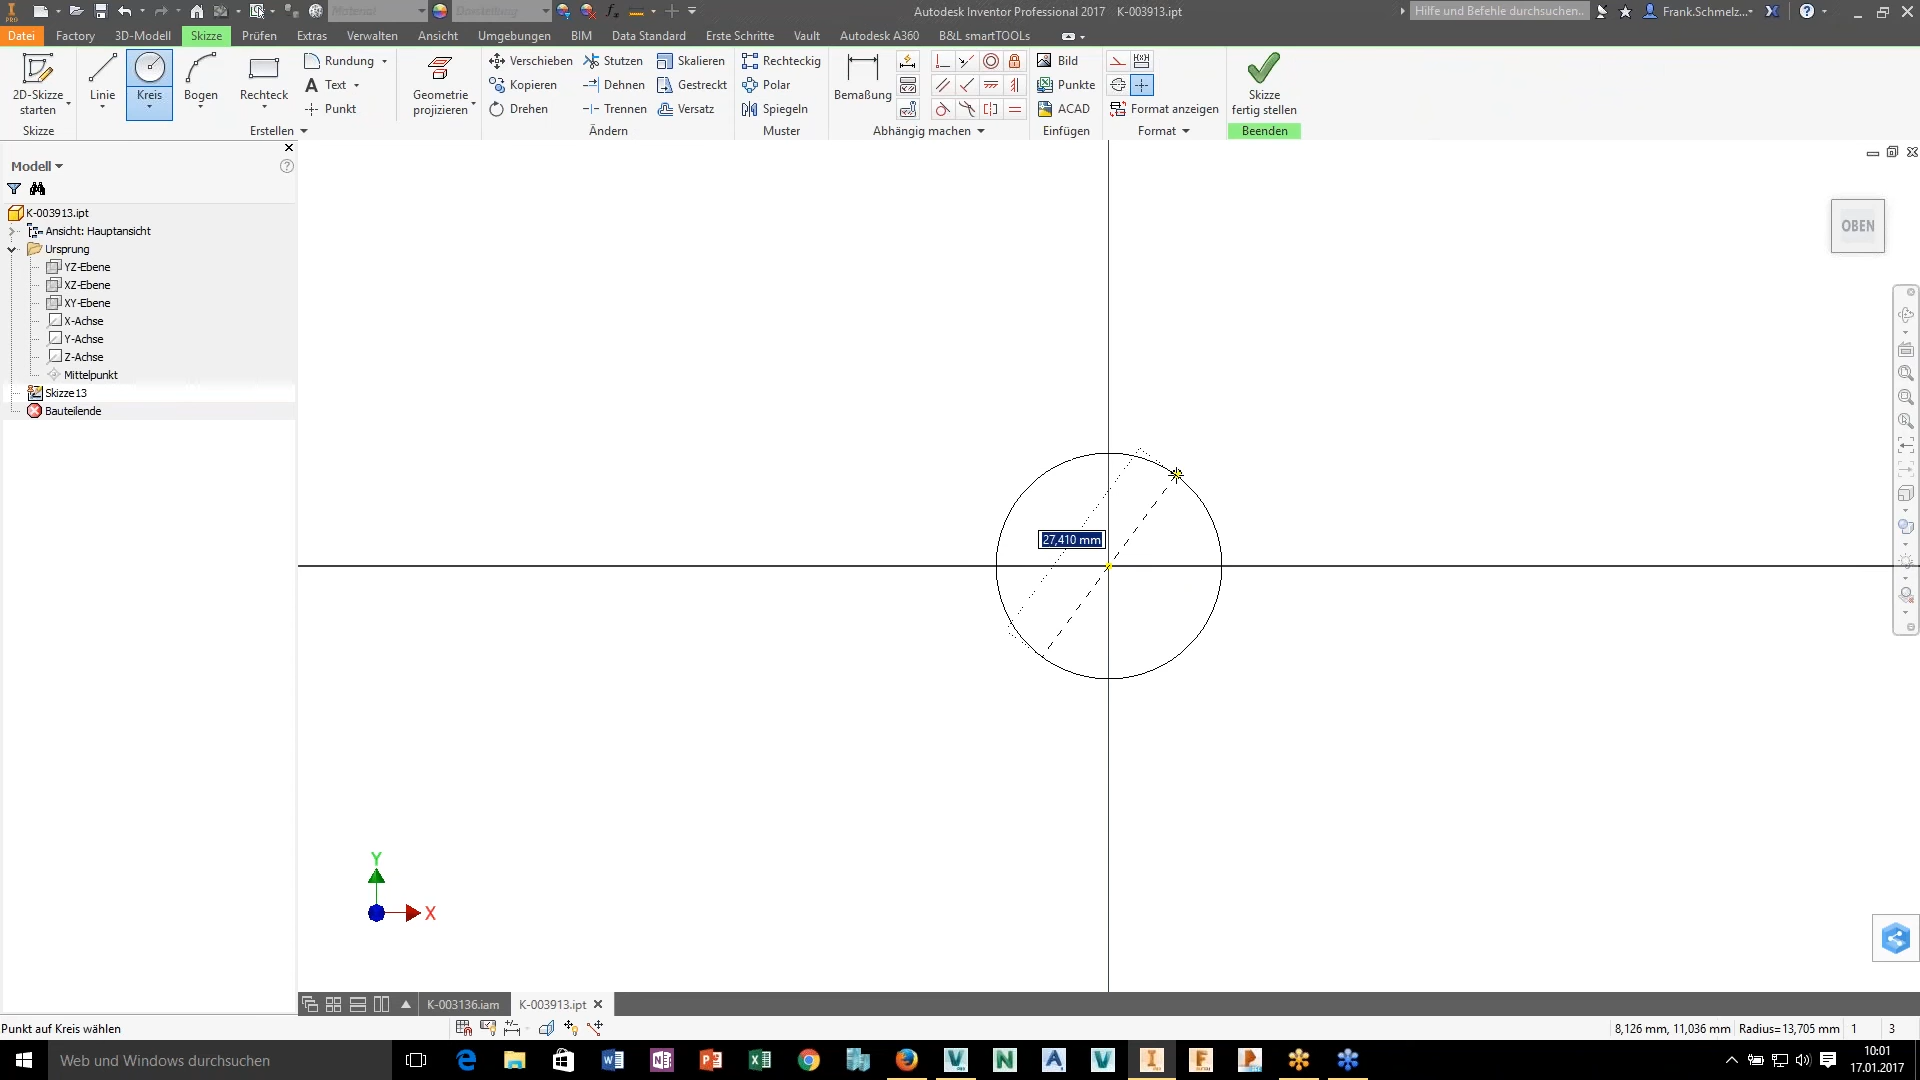 PRO
Material
Darstellung
Autodesk Inventor Professional 2017 K-003913.ipt
Hilfe und Befehle durchsuchen...
Frank.Schmelz...
Datei Factory 3D-Modell Skizze Prüfen Extras Verwalten Ansicht Umgebungen BIM Data Standard Erste Schritte Vault Autodesk A360 B&L smartTOOLs
2D-Skizze starten
Linie
Kreis
Bogen
Rechteck
Rundung
Text
Punkt
Geometrie projizieren
Verschieben
Kopieren
Drehen
Stutzen
Dehnen
Trennen
Skalieren
Gestreckt
Versatz
Rechteckig
Polar
Spiegeln
Bemaßung
Bild
Punkte
ACAD
Format anzeigen
Skizze fertig stellen
Skizze Erstellen Ändern Muster Abhängig machen Einfügen Format Beenden
Modell
K-003913.ipt
Ansicht: Hauptansicht
Ursprung
YZ-Ebene
XZ-Ebene
XY-Ebene
X-Achse
Y-Achse
Z-Achse
Mittelpunkt
Skizze13
Bauteilende
OBEN
27,410 mm
Y
X
K-003136.iam K-003913.ipt
Punkt auf Kreis wählen
8,126 mm, 11,036 mm Radius=13,705 mm 1 3
Web und Windows durchsuchen
10:01
17.01.2017